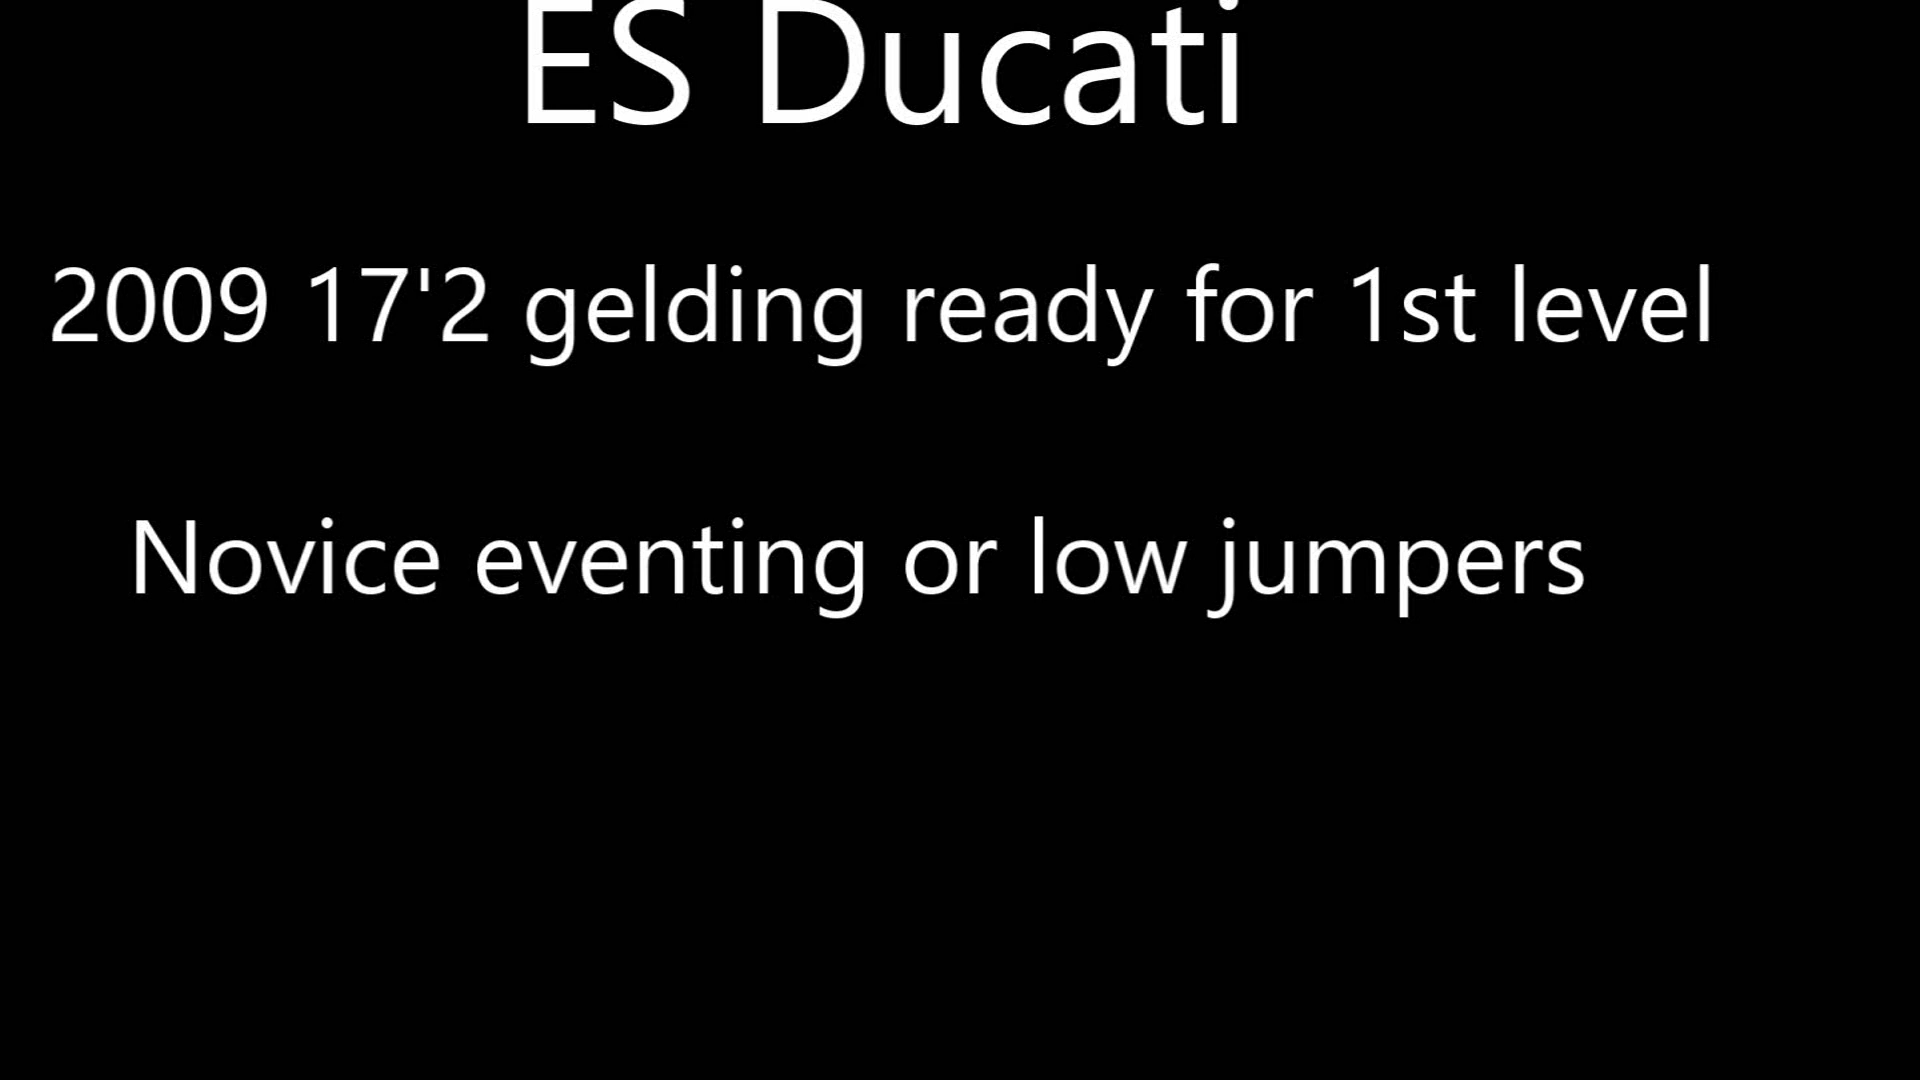 ES Ducati
2009 17'2 gelding ready for 1st level
Novice eventing or low jumpers